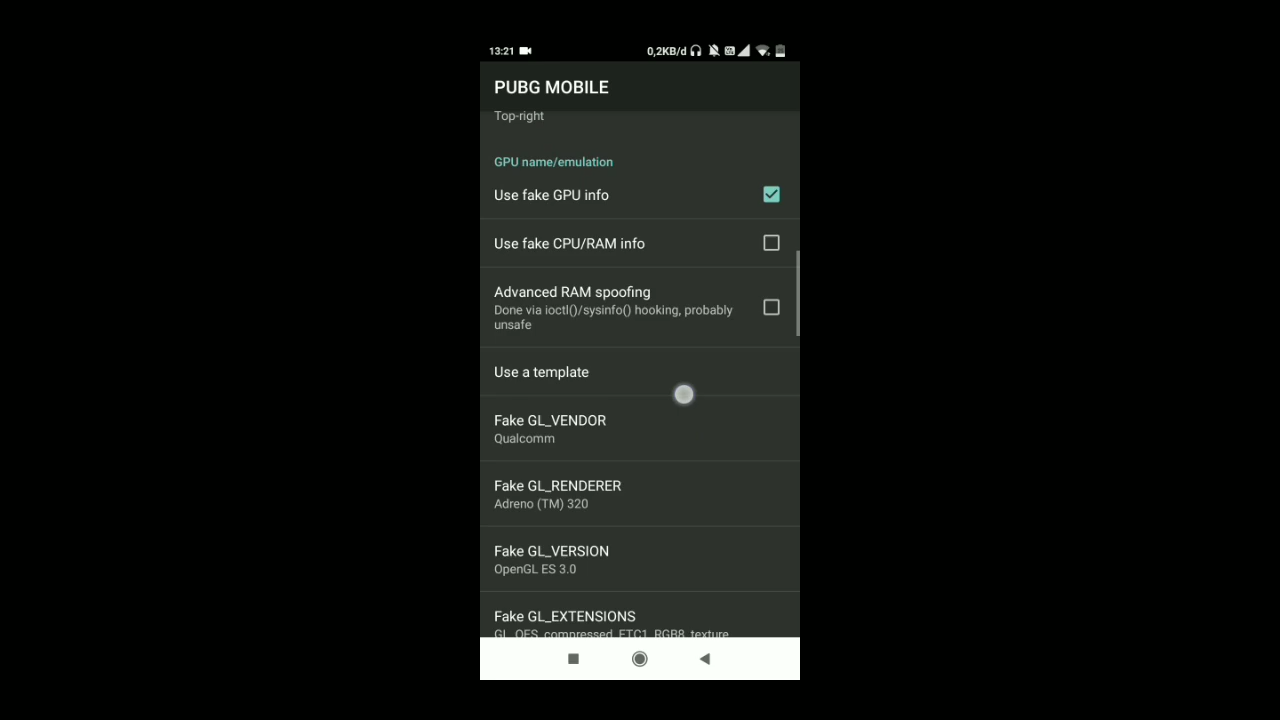 13:21
0,2KB/d
PUBG MOBILE
Top-right
GPU name/emulation
Use fake GPU info
Use fake CPU/RAM info
Advanced RAM spoofing
Done via ioctl()/sysinfo() hooking, probably
unsafe
Use a template
Fake GL_VENDOR
Qualcomm
Fake GL_RENDERER
Adreno (TM) 320
Fake GL_VERSION
OpenGL ES 3.0
Fake GL_EXTENSIONS
GL_OES_compressed_ETC1_RGB8_texture